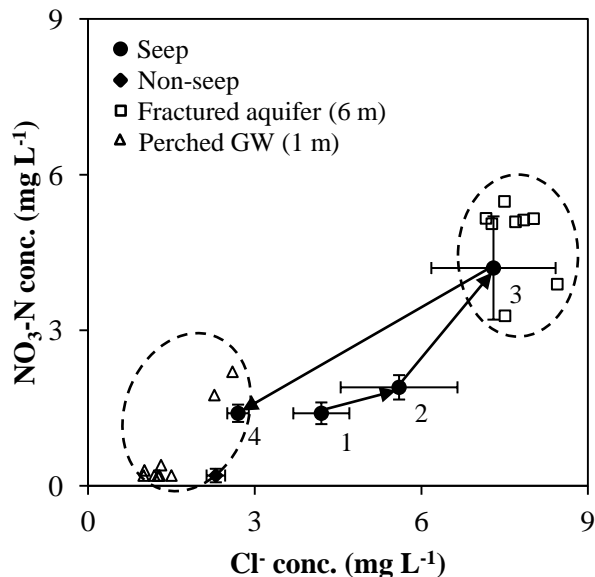 9
6
3
0
NO₃-N conc. (mg L⁻¹)
Seep
Non-seep
Fractured aquifer (6 m)
Perched GW (1 m)
3
2
1
4
0 3 6 9
Cl⁻ conc. (mg L⁻¹)